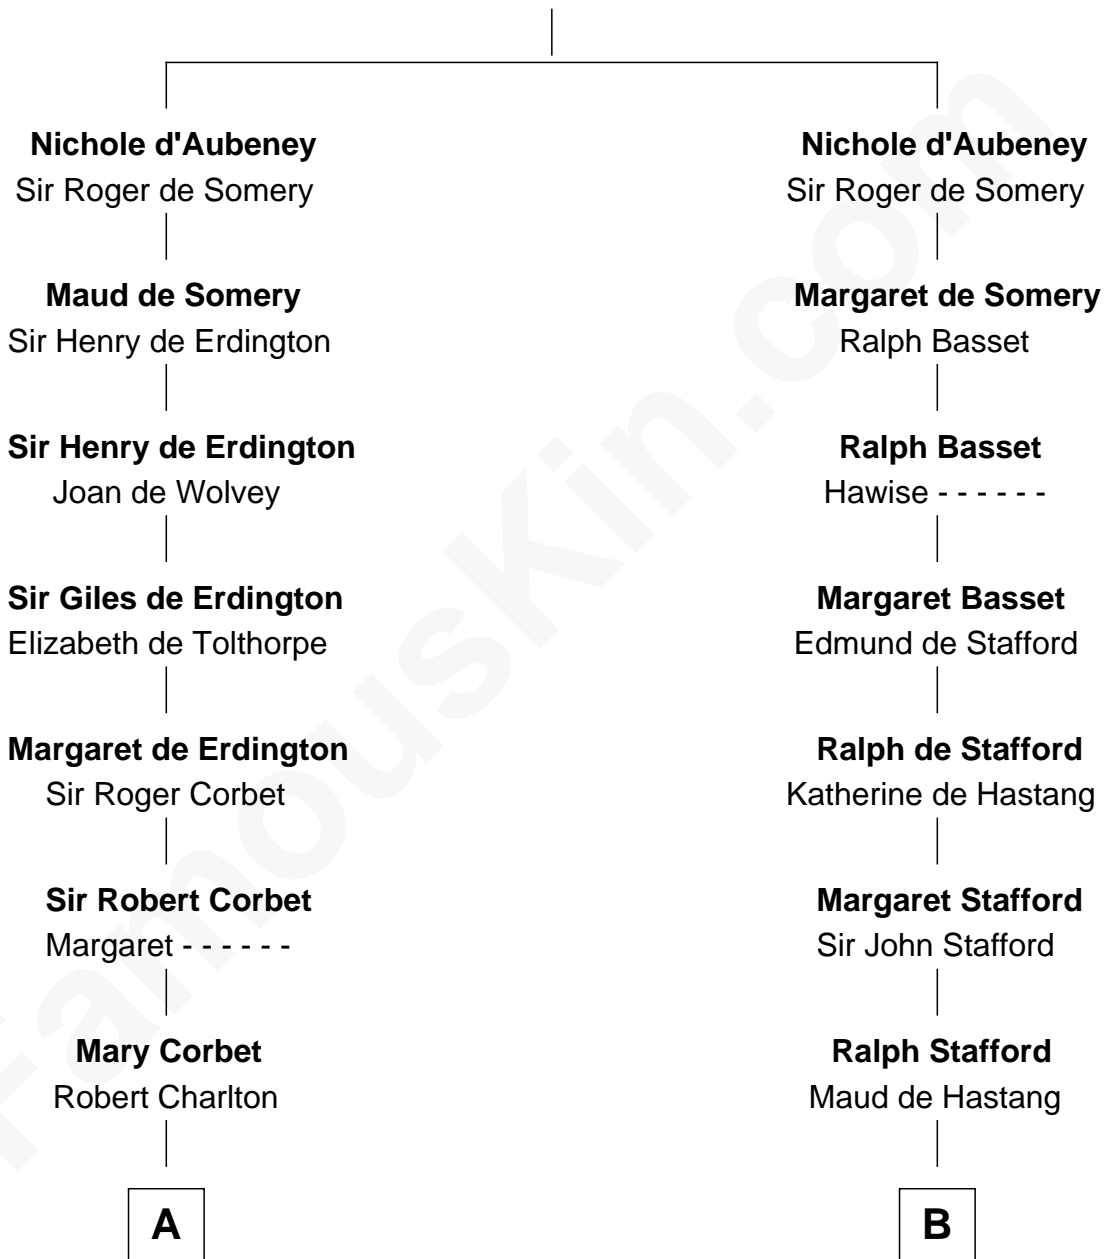 Nichole d'Aubeney
Sir Roger de Somery
Maud de Somery
Sir Henry de Erdington
Sir Henry de Erdington
Joan de Wolvey
Sir Giles de Erdington
Elizabeth de Tolthorpe
Margaret de Erdington
Sir Roger Corbet
Sir Robert Corbet
Margaret - - - - - -
Mary Corbet
Robert Charlton
A
Nichole d'Aubeney
Sir Roger de Somery
Margaret de Somery
Ralph Basset
Ralph Basset
Hawise - - - - - -
Margaret Basset
Edmund de Stafford
Ralph de Stafford
Katherine de Hastang
Margaret Stafford
Sir John Stafford
Ralph Stafford
Maud de Hastang
B
FamousKin.com